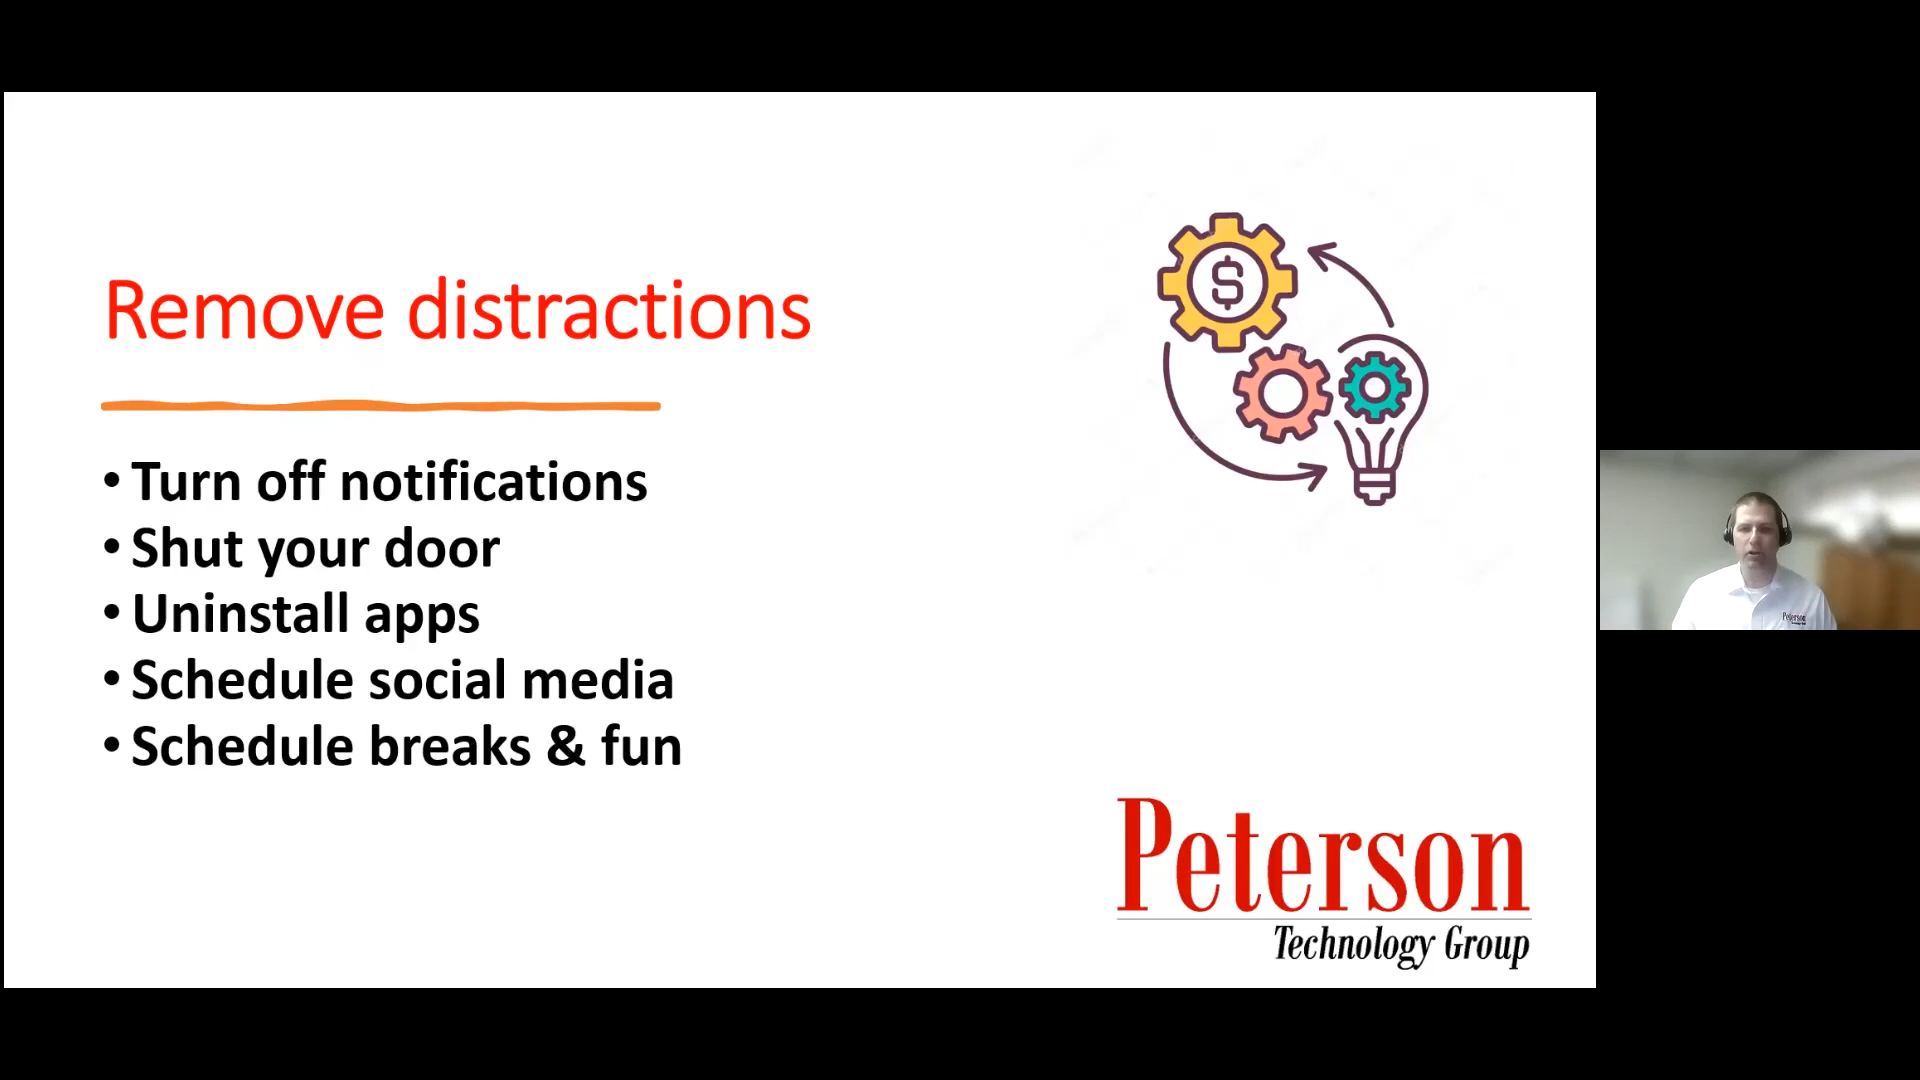 Remove distractions
• Turn off notifications
• Shut your door
• Uninstall apps
• Schedule social media
• Schedule breaks & fun
$
Peterson
Technology Group
Peterson